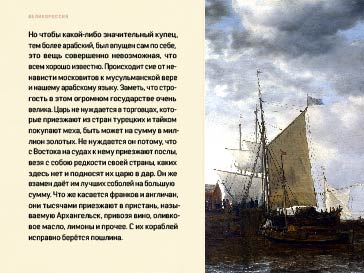 ВЕЛИКОРОССИЯ
Но чтобы какой-либо значительный купец,
тем более арабский, был впущен сам по себе,
это вещь совершенно невозможная, что
всем хорошо известно. Происходит сие от не-
нависти московитов к мусульманской вере
и нашему арабскому языку. Заметь, что стро-
гость в этом огромном государстве очень
велика. Царь не нуждается в торговцах, кото-
рые приезжают из стран турецких и тайком
покупают меха, быть может на сумму в мил-
лион золотых. Не нуждается он потому, что
с Востока на судах к нему приезжают послы,
везя с собою редкости своей страны, каких
здесь нет и подносят их царю в дар. Он же
взамен даёт им лучших соболей на большую
сумму. Что же касается франков и англичан,
они тысячами приезжают в пристань, назы-
ваемую Архангельск, привозя вино, оливко-
вое масло, лимоны и прочее. С их кораблей
исправно берётся пошлина.